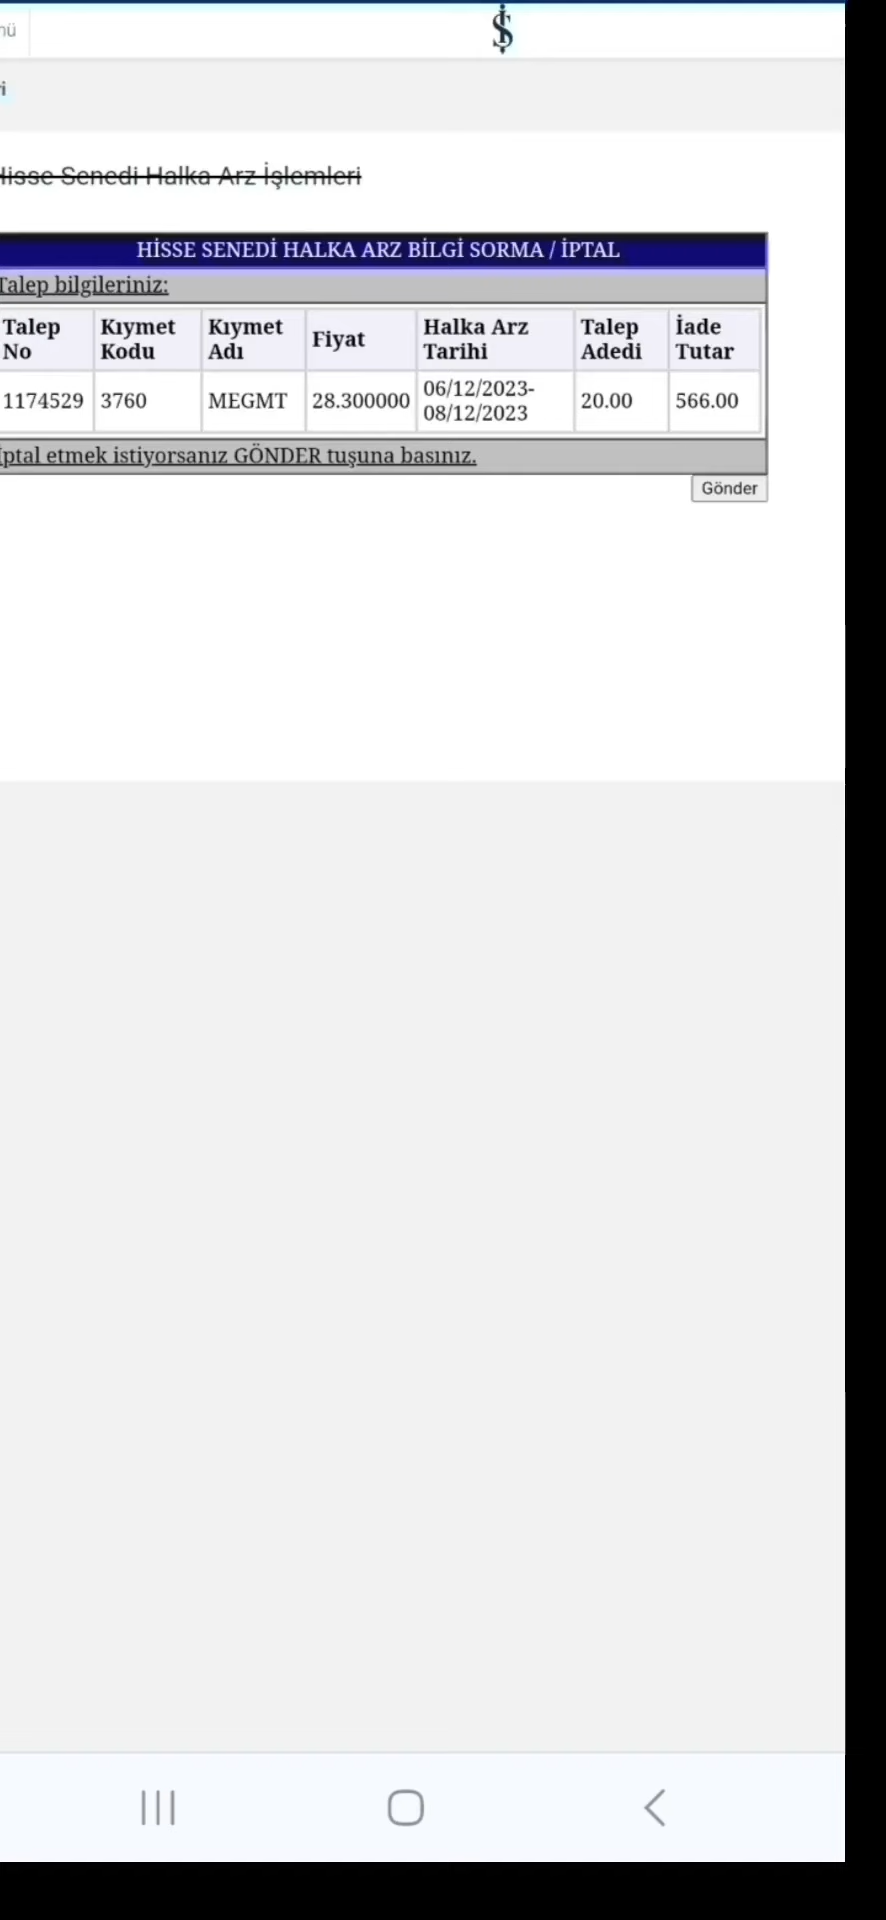 nü
ri
Hisse Senedi Halka Arz İşlemleri
HİSSE SENEDİ HALKA ARZ BİLGİ SORMA / İPTAL
Talep bilgileriniz:
Talep No Kıymet Kodu Kıymet Adı Fiyat Halka Arz Tarihi Talep Adedi İade Tutar
1174529 3760 MEGMT 28.300000 06/12/2023-08/12/2023 20.00 566.00
İptal etmek istiyorsanız GÖNDER tuşuna basınız.
Gönder